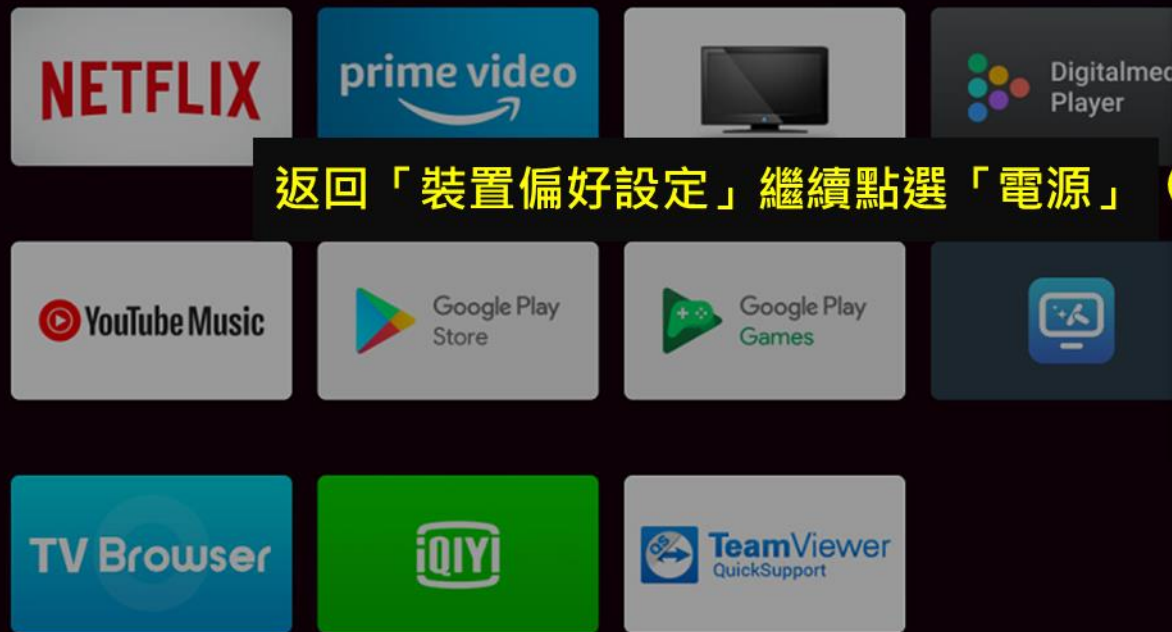 NETFLIX
prime video
Digitalmed
Player
返回「裝置偏好設定」繼續點選「電源」
YouTube Music
Google Play
Store
Google Play
Games
TV Browser
iQIYI
QS
TeamViewer
QuickSupport